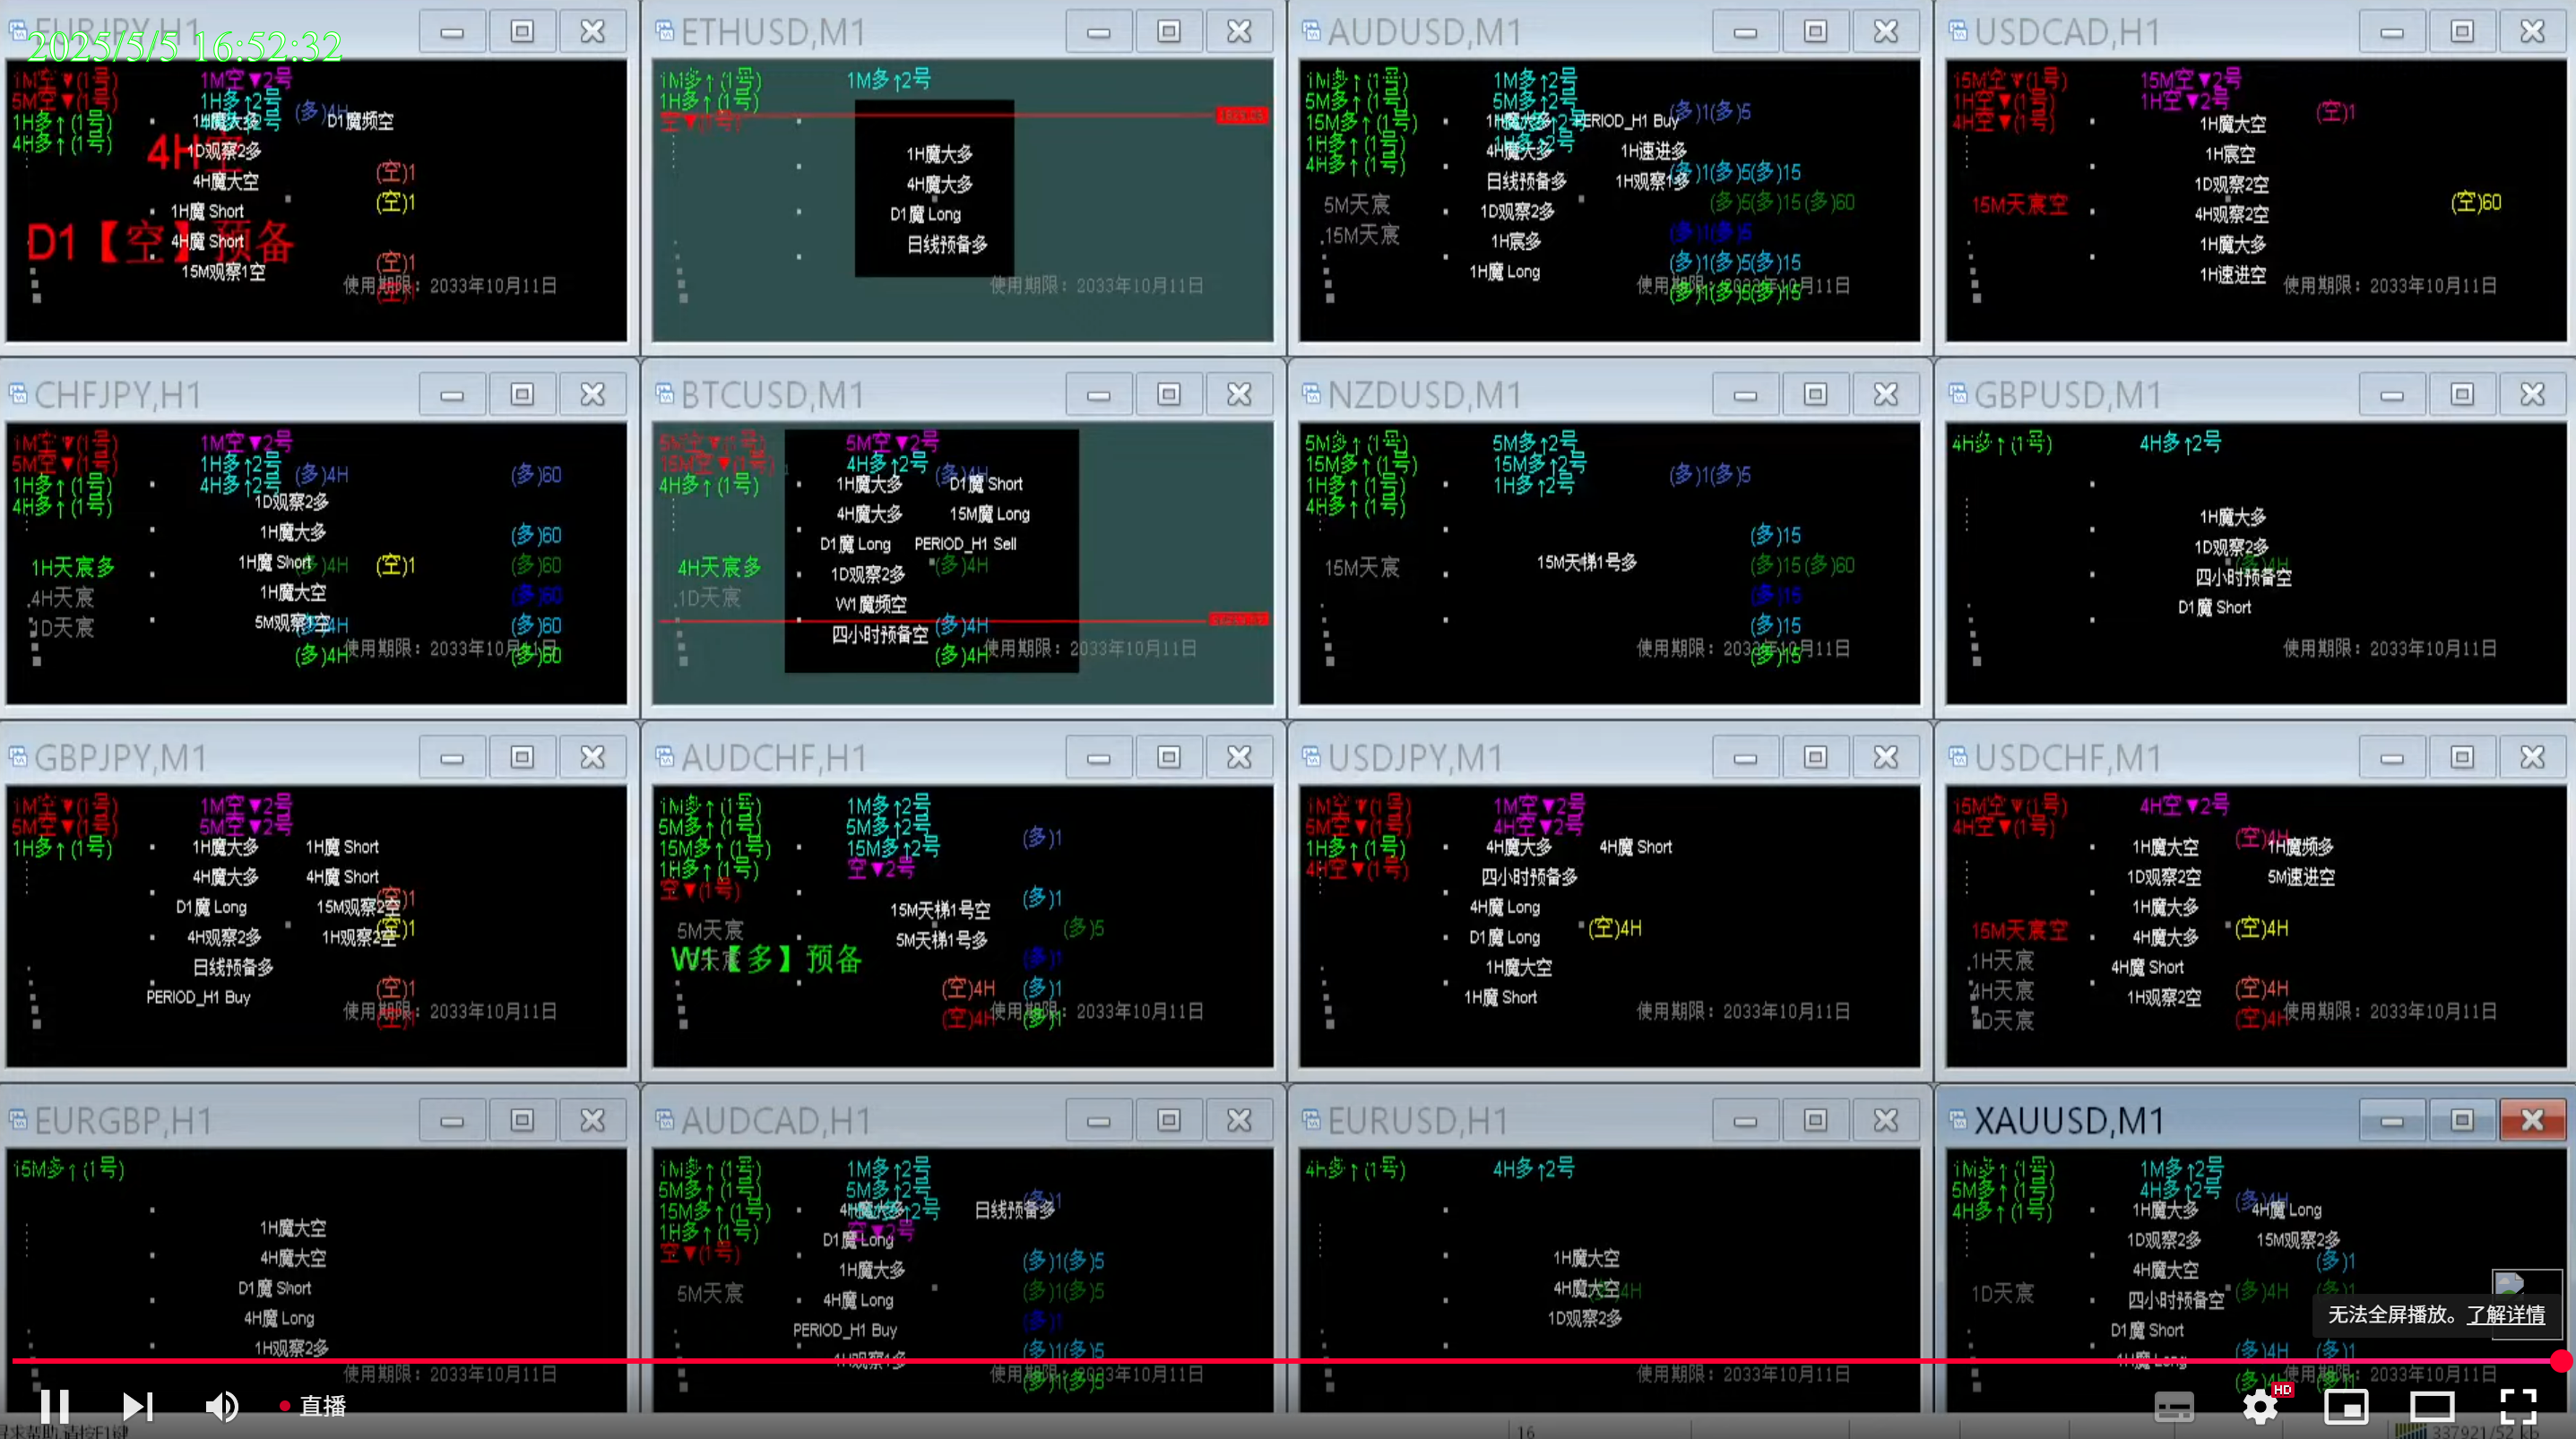 EURJPY,H1
2025/5/5 16:52:32
1M空▼(1号) 1M空▼2号
5M空▼(1号) 1H多↑2号 (多)4H
1H多↑(1号) 1H魔大多 D1魔频空
4H多↑(1号) 4H空 1D观察2多
4H魔大空 (空)1
1H魔 Short (空)1
D1【空】预备 4H魔 Short
15M观察1空 (空)1
使用期限：2033年10月11日
ETHUSD,M1
1M多↑(1号) 1M多↑2号
1H多↑(1号)
空▼(1号)
1H魔大多
4H魔大多
D1魔 Long
日线预备多
使用期限：2033年10月11日
AUDUSD,M1
1M多↑(1号) 1M多↑2号
5M多↑(1号) 5M多↑2号 (多)1(多)5
15M多↑(1号) 1H魔大多 PERIOD_H1 Buy
1H多↑(1号) 1H多↑2号
4H多↑(1号) 4H魔大多 1H速进多
日线预备多 1H观察1多 (多)1(多)5(多)15
5M天宸 1D观察2多 (多)5(多)15(多)60
15M天宸 1H宸多 (多)1(多)5
1H魔 Long (多)1(多)5(多)15
使用期限：2033年10月11日
(多)1(多)5(多)15
USDCAD,H1
15M空▼(1号) 15M空▼2号
1H空▼(1号) 1H空▼2号 (空)1
4H空▼(1号) 1H魔大空
1H宸空
1D观察2空
15M天宸空 4H观察2空 (空)60
1H魔大多
1H速进空
使用期限：2033年10月11日
CHFJPY,H1
1M空▼(1号) 1M空▼2号
5M空▼(1号) 1H多↑2号 (多)4H (多)60
1H多↑(1号) 4H多↑2号
4H多↑(1号) 1D观察2多
1H魔大多 (多)60
1H天宸多 1H魔 Short (多)4H (空)1 (多)60
4H天宸 1H魔大空 (多)60
1D天宸 5M观察1空 (多)4H (多)60
(多)4H 使用期限：2033年10月11日 (多)60
BTCUSD,M1
5M空▼(1号) 5M空▼2号
15M空▼(1号) 4H多↑2号 (多)4H
4H多↑(1号) 1H魔大多 D1魔 Short
4H魔大多 15M魔 Long
D1魔 Long PERIOD_H1 Sell
4H天宸多 1D观察2多 (多)4H
1D天宸 W1魔频空
四小时预备空 (多)4H
(多)4H 使用期限：2033年10月11日
NZDUSD,M1
5M多↑(1号) 5M多↑2号
15M多↑(1号) 15M多↑2号 (多)1(多)5
1H多↑(1号) 1H多↑2号
4H多↑(1号)
(多)15
15M天宸 15M天梯1号多 (多)15(多)60
(多)15
(多)15
使用期限：2033年10月11日
(多)15
GBPUSD,M1
4H多↑(1号) 4H多↑2号
1H魔大多
1D观察2多
(多)4H
四小时预备空
D1魔 Short
使用期限：2033年10月11日
GBPJPY,M1
1M空▼(1号) 1M空▼2号
5M空▼(1号) 5M空▼2号
1H多↑(1号) 1H魔大多 1H魔 Short
4H魔大多 4H魔 Short
D1魔 Long 15M观察2空 (空)1
4H观察2多 1H观察2空 (空)1
日线预备多
PERIOD_H1 Buy (空)1
使用期限：2033年10月11日
(空)1
AUDCHF,H1
1M多↑(1号) 1M多↑2号
5M多↑(1号) 5M多↑2号 (多)1
15M多↑(1号) 15M多↑2号
1H多↑(1号) 空▼2号
空▼(1号)
15M天梯1号空 (多)1
5M天宸 5M天梯1号多 (多)5
W1【多】预备 (多)1
(空)4H (多)1
(空)4H 使用期限：2033年10月11日 (多)1
USDJPY,M1
1M空▼(1号) 1M空▼2号
5M空▼(1号) 4H空▼2号
1H多↑(1号) 4H魔大多 4H魔 Short
4H空▼(1号) 四小时预备多
4H魔 Long
D1魔 Long (空)4H
1H魔大空
1H魔 Short
使用期限：2033年10月11日
USDCHF,M1
15M空▼(1号) 4H空▼2号
4H空▼(1号) (空)4H
1H魔大空 1H魔频多
1D观察2空 5M速进空
1H魔大多
15M天宸空 4H魔大多 (空)4H
1H天宸 4H魔 Short
4H天宸 1H观察2空 (空)4H
1D天宸 (空)4H 使用期限：2033年10月11日
EURGBP,H1
15M多↑(1号)
1H魔大空
4H魔大空
D1魔 Short
4H魔 Long
1H观察2多
使用期限：2033年10月11日
AUDCAD,H1
1M多↑(1号) 1M多↑2号
5M多↑(1号) 5M多↑2号 (多)1
15M多↑(1号) 4H魔大多 日线预备多
1H多↑(1号) 空▼2号
空▼(1号) D1魔 Long
1H魔大多 (多)1(多)5
5M天宸 4H魔 Long (多)1(多)5
PERIOD_H1 Buy (多)1
1H观察1多 (多)1(多)5
使用期限：2033年10月11日
(多)1(多)5
EURUSD,H1
4H多↑(1号) 4H多↑2号
1H魔大空
4H魔大空 (多)4H
1D观察2多
使用期限：2033年10月11日
XAUUSD,M1
1M多↑(1号) 1M多↑2号
5M多↑(1号) 4H多↑2号 (多)4H
4H多↑(1号) 1H魔大多 4H魔 Long
1D观察2多 15M观察2多
4H魔大空 (多)1
1D天宸 四小时预备空 (多)4H (多)1
D1魔 Short
1H魔 Long (多)4H (多)1
使用期限：2033年10月11日
无法全屏播放。了解详情
直播
HD
16
337921/52 kb